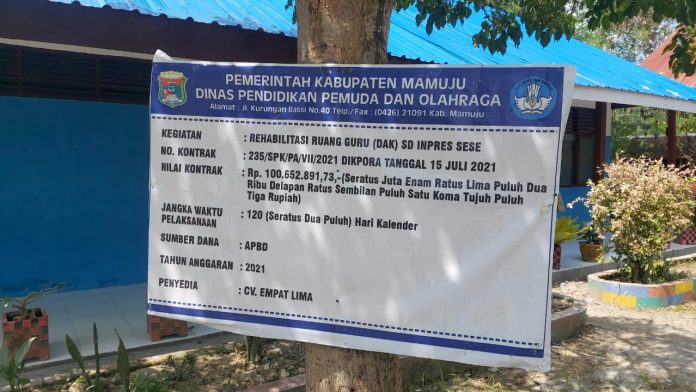 PEMERINTAH KABUPATEN MAMUJU
DINAS PENDIDIKAN PEMUDA DAN OLAHRAGA
Alamat : Jl. Kurungan Bassi No.40 Telp./Fax : (0426) 21091 Kab. Mamuju
KEGIATAN : REHABILITASI RUANG GURU (DAK) SD INPRES SESE
NO. KONTRAK : 235/SPK/PA/VII/2021 DIKPORA TANGGAL 15 JULI 2021
NILAI KONTRAK : Rp. 100.652.891,73,-(Seratus Juta Enam Ratus Lima Puluh Dua
Ribu Delapan Ratus Sembilan Puluh Satu Koma Tujuh Puluh
Tiga Rupiah)
JANGKA WAKTU
PELAKSANAAN : 120 (Seratus Dua Puluh) Hari Kalender
SUMBER DANA : APBD
TAHUN ANGGARAN : 2021
PENYEDIA : CV. EMPAT LIMA